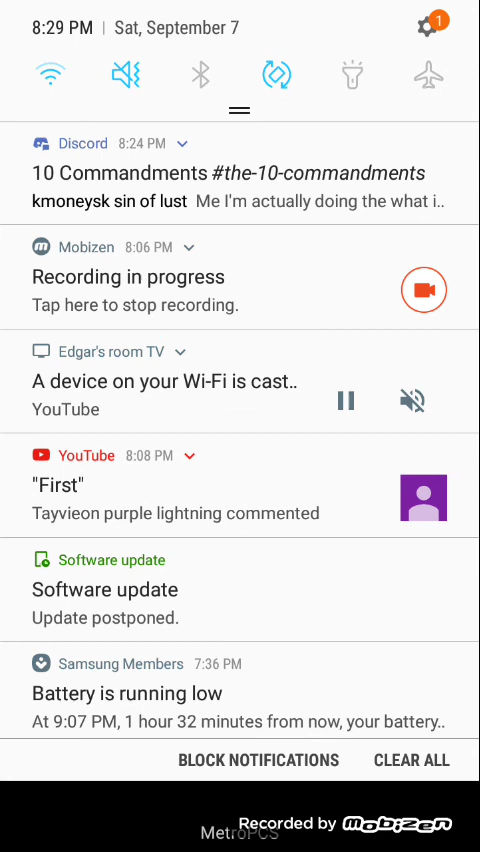 8:29 PM | Sat, September 7
1
Discord 8:24 PM
10 Commandments #the-10-commandments
kmoneysk sin of lust Me I'm actually doing the what i..
Mobizen 8:06 PM
Recording in progress
Tap here to stop recording.
Edgar's room TV
A device on your Wi-Fi is cast..
YouTube
YouTube 8:08 PM
"First"
Tayvieon purple lightning commented
Software update
Software update
Update postponed.
Samsung Members 7:36 PM
Battery is running low
At 9:07 PM, 1 hour 32 minutes from now, your battery..
BLOCK NOTIFICATIONS CLEAR ALL
Recorded by mobizen
MetroPCS